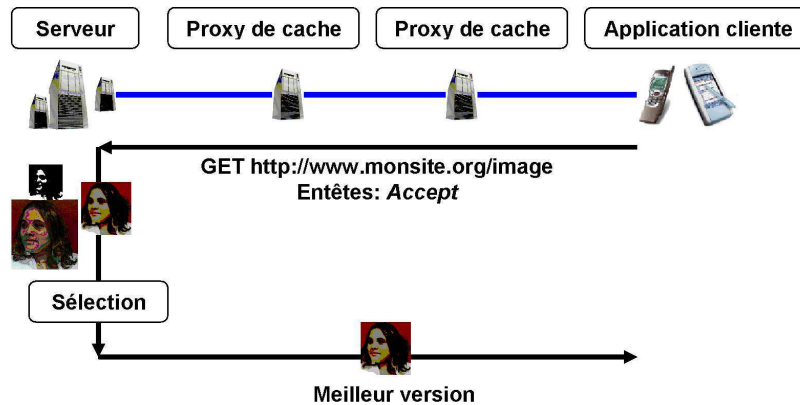 Serveur
Proxy de cache
Proxy de cache
Application cliente
GET http://www.monsite.org/image
Entêtes: Accept
Sélection
Meilleur version